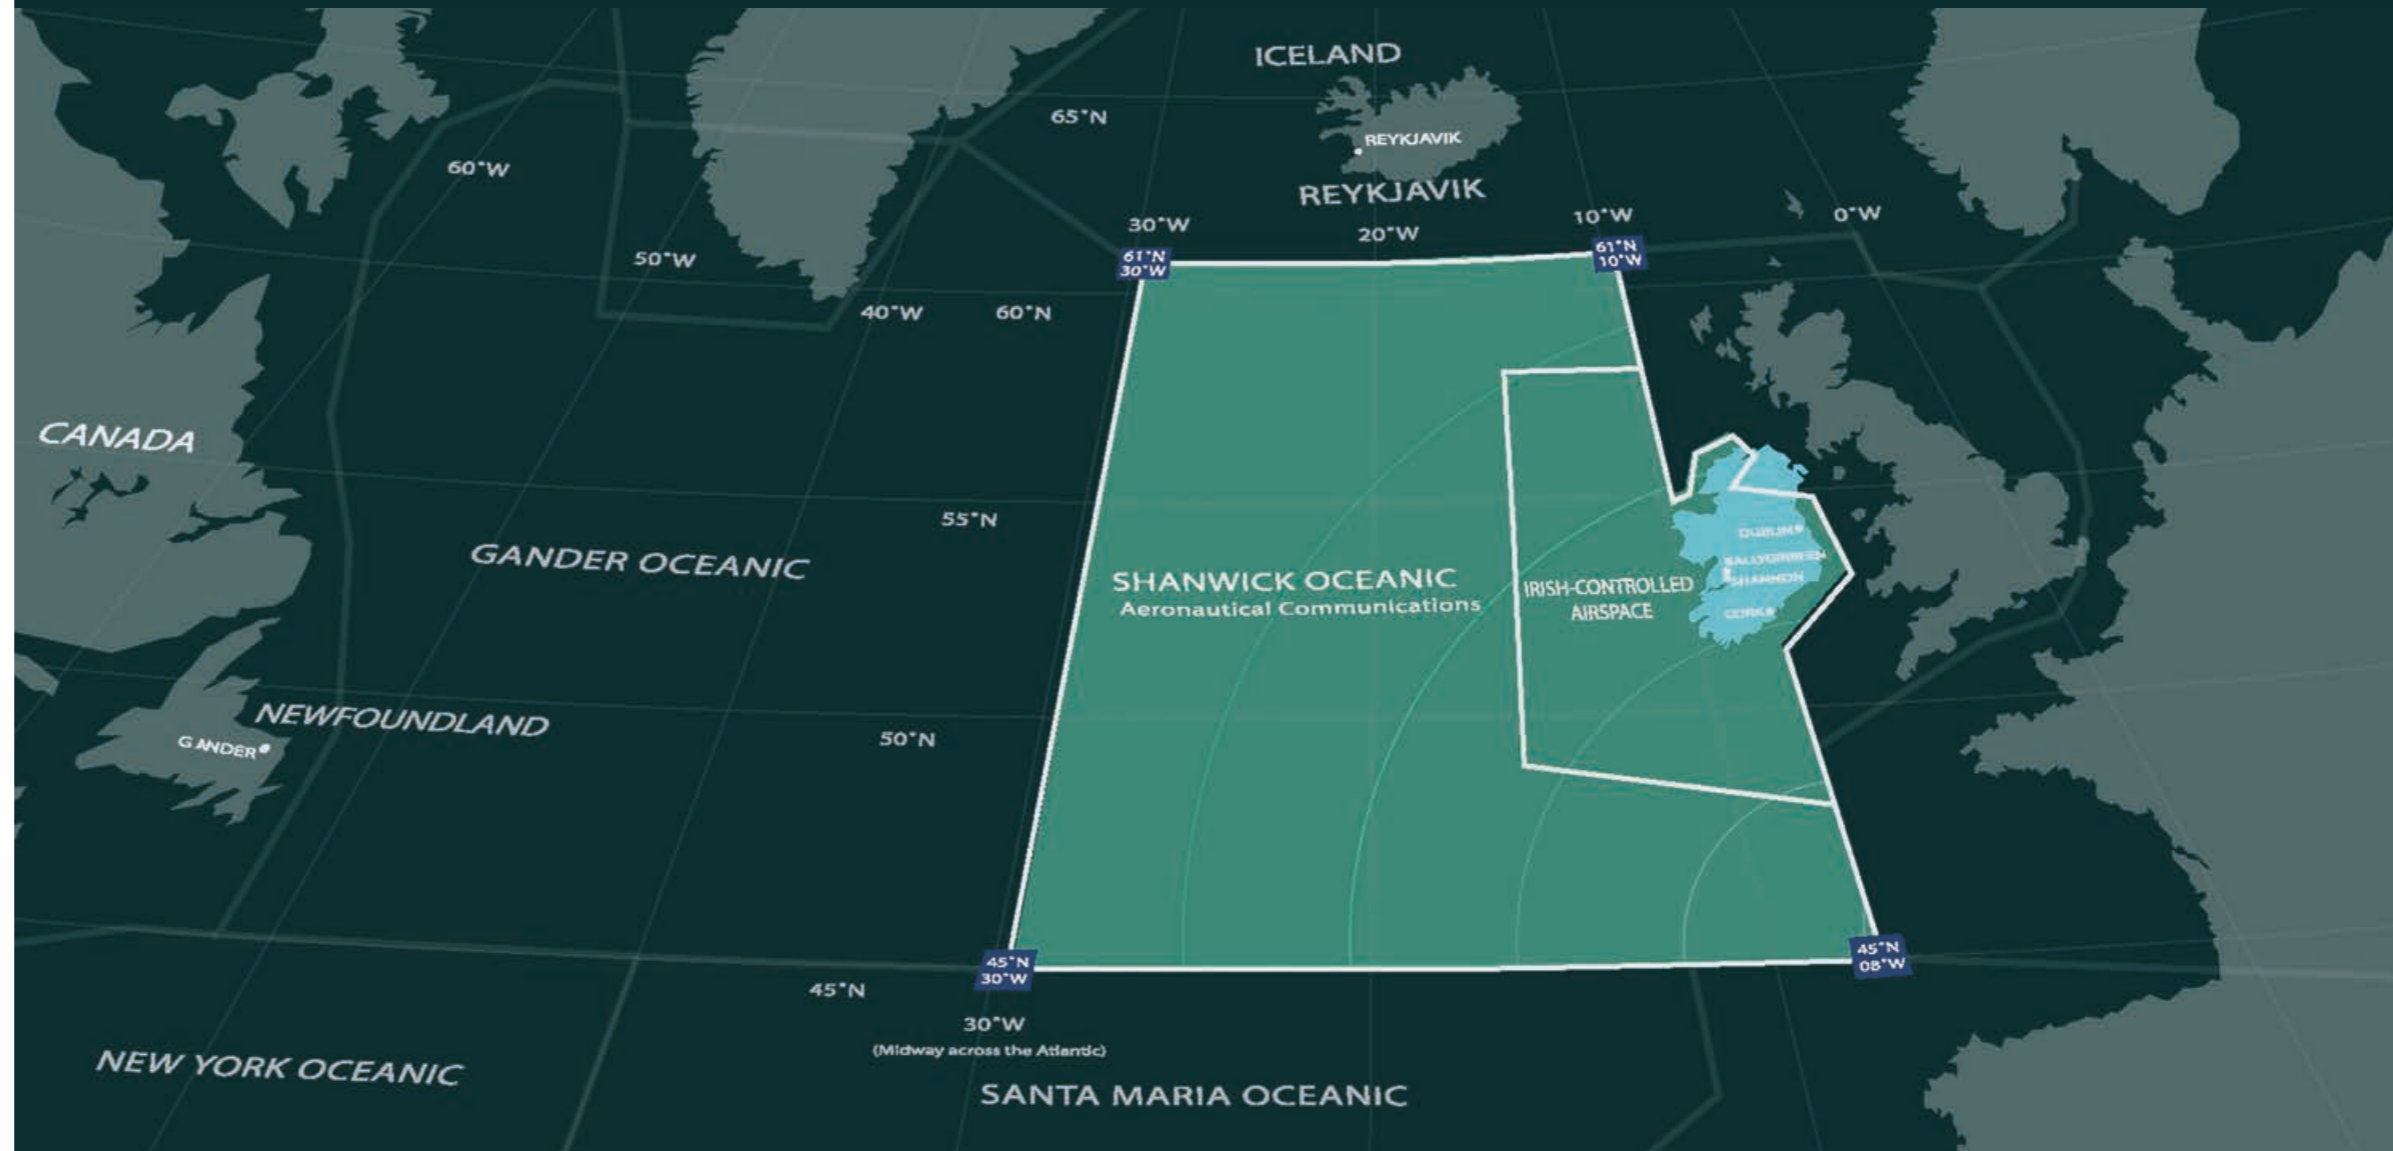 ICELAND
65°N
REYKJAVIK
60°W
REYKJAVIK
30°W
20°W
10°W
0°W
50°W
61°N
30°W
61°N
10°W
40°W
60°N
CANADA
55°N
GANDER OCEANIC
DUBLIN
BALLYGIRREEN
SHANNON
CORK
SHANWICK OCEANIC
Aeronautical Communications
IRISH-CONTROLLED
AIRSPACE
NEWFOUNDLAND
GANDER
50°N
45°N
30°W
45°N
08°W
45°N
30°W
(Midway across the Atlantic)
NEW YORK OCEANIC
SANTA MARIA OCEANIC